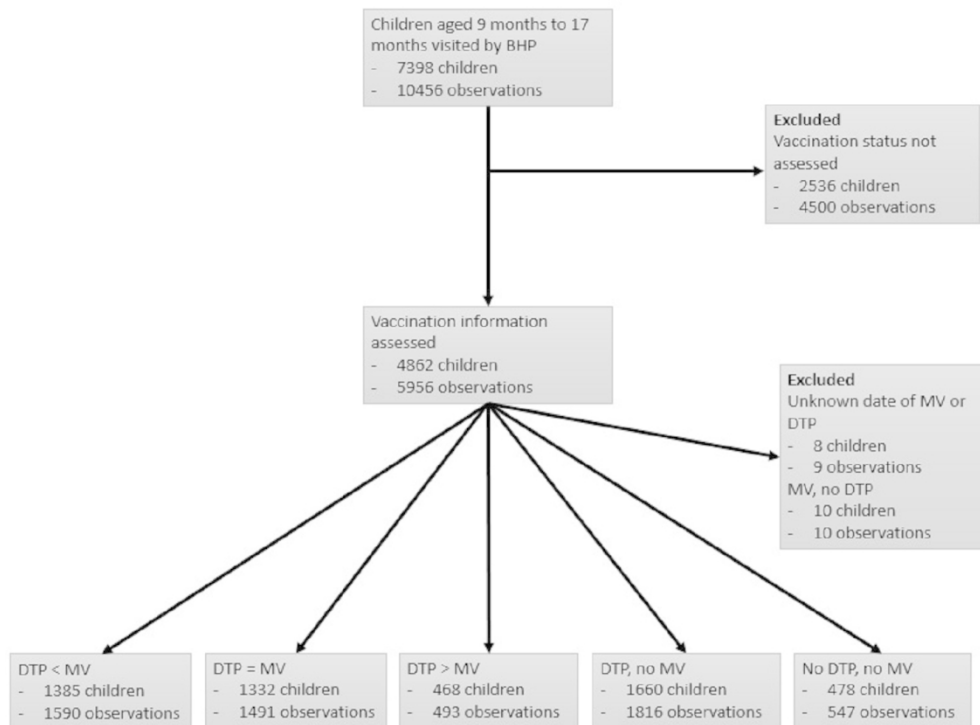 Children aged 9 months to 17
months visited by BHP
- 7398 children
- 10456 observations
Excluded
Vaccination status not
assessed
- 2536 children
- 4500 observations
Vaccination information
assessed
- 4862 children
- 5956 observations
Excluded
Unknown date of MV or
DTP
- 8 children
- 9 observations
MV, no DTP
- 10 children
- 10 observations
DTP < MV
- 1385 children
- 1590 observations
DTP = MV
- 1332 children
- 1491 observations
DTP > MV
- 468 children
- 493 observations
DTP, no MV
- 1660 children
- 1816 observations
No DTP, no MV
- 478 children
- 547 observations